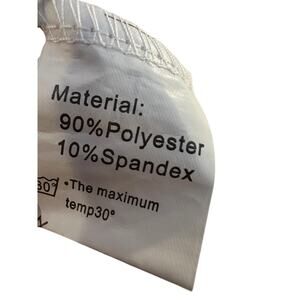 Material:
90%Polyester
10%Spandex
30°
•The maximum
temp30°